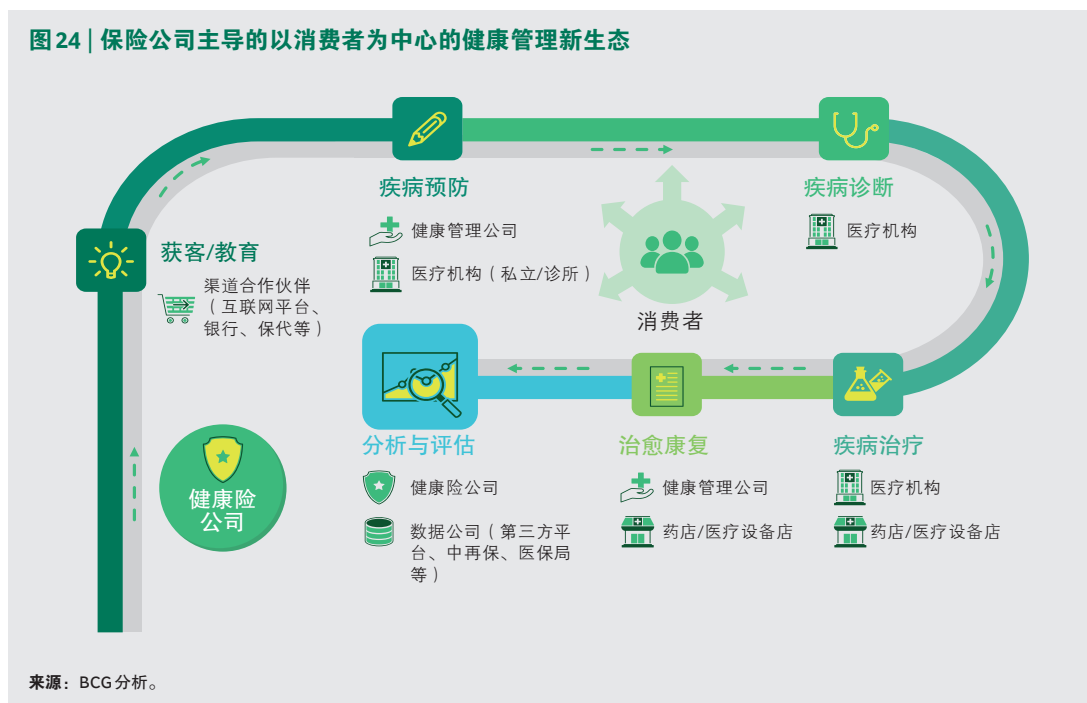 图24 | 保险公司主导的以消费者为中心的健康管理新生态
获客/教育
渠道合作伙伴
（互联网平台、
银行、保代等）
健康险
公司
疾病预防
健康管理公司
医疗机构（私立/诊所）
消费者
疾病诊断
医疗机构
疾病治疗
医疗机构
药店/医疗设备店
治愈康复
健康管理公司
药店/医疗设备店
分析与评估
健康险公司
数据公司（第三方平
台、中再保、医保局
等）
来源：BCG分析。